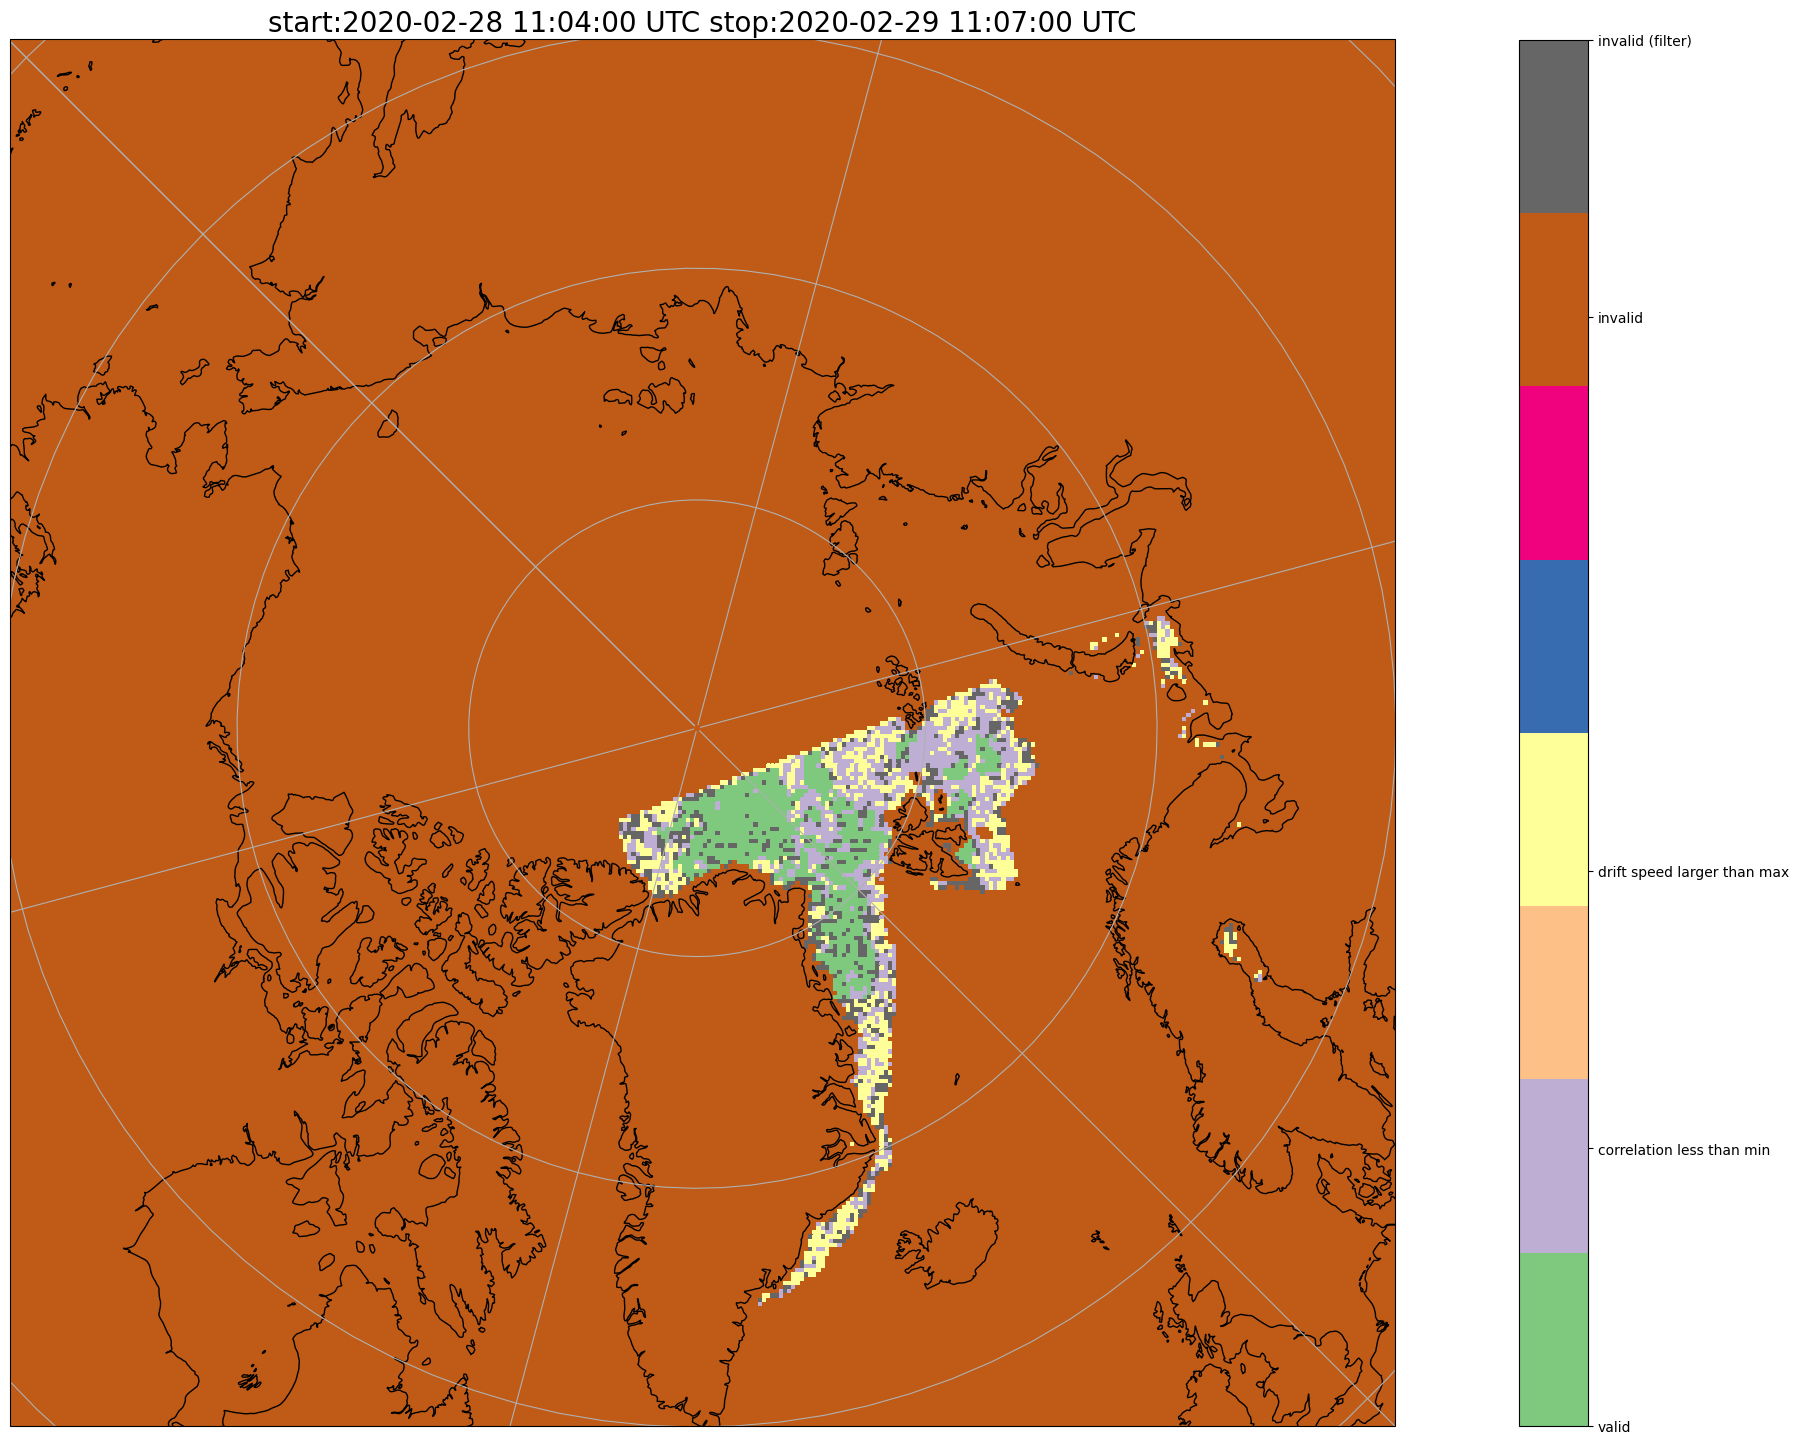 start:2020-02-28 11:04:00 UTC stop:2020-02-29 11:07:00 UTC
invalid (filter)
invalid
drift speed larger than max
correlation less than min
valid